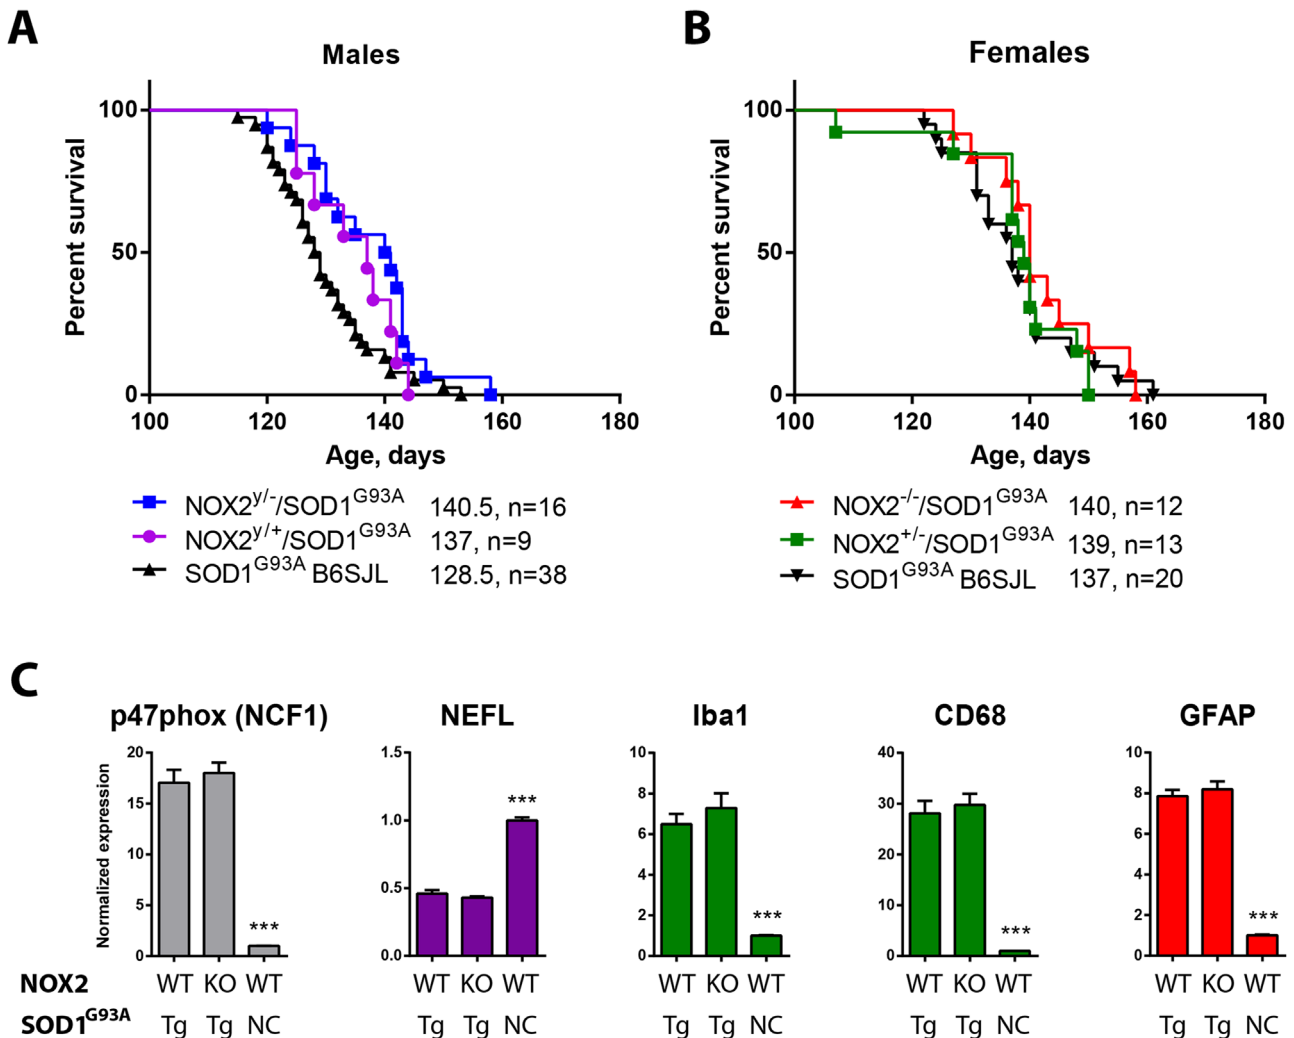 A
B
Males
Females
Percent survival
100
50
0
100 120 140 160 180
Age, days
Percent survival
100
50
0
100 120 140 160 180
Age, days
NOX2y/-/SOD1G93A 140.5, n=16
NOX2y/+/SOD1G93A 137, n=9
SOD1G93A B6SJL 128.5, n=38
NOX2-/-/SOD1G93A 140, n=12
NOX2+/-/SOD1G93A 139, n=13
SOD1G93A B6SJL 137, n=20
C
p47phox (NCF1)
NEFL
Iba1
CD68
GFAP
Normalized expression
20
15
10
5
0
***
1.5
1.0
0.5
0.0
***
10
8
6
4
2
0
***
40
30
20
10
0
***
10
8
6
4
2
0
***
NOX2 WT KO WT WT KO WT WT KO WT WT KO WT WT KO WT
SOD1G93A Tg Tg NC Tg Tg NC Tg Tg NC Tg Tg NC Tg Tg NC